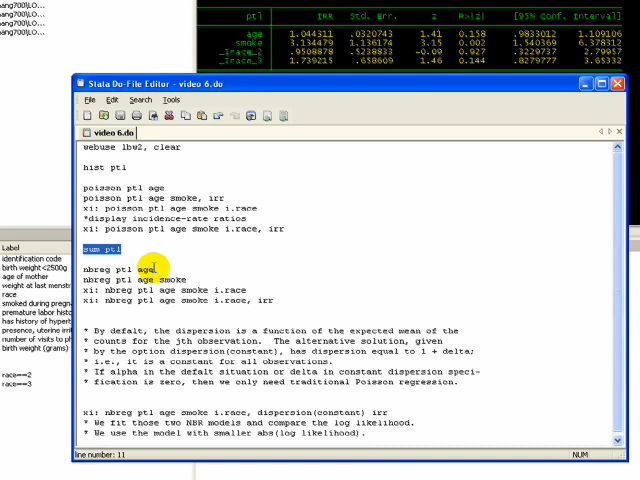 hang700\LO...
hang700\LO...
hang700\LO...
ptl IRR Std. Err. z P>|z| [95% Conf. Interval]
age 1.044311 .0320743 1.41 0.158 .9833012 1.109106
smoke 3.134479 1.136174 3.15 0.002 1.540369 6.378312
_Irace_2 .9508878 .5238833 -0.09 0.927 .3229737 2.79957
_Irace_3 1.739215 .658609 1.46 0.144 .8279777 3.65332
Stata Do-File Editor - video 6.do
File Edit Search Tools
video 6.do
webuse lbw2, clear
hist ptl
poisson ptl age
poisson ptl age smoke, irr
xi: poisson ptl age smoke i.race
*display incidence-rate ratios
xi: poisson ptl age smoke i.race, irr
sum ptl
nbreg ptl age
nbreg ptl age smoke
xi: nbreg ptl age smoke i.race
xi: nbreg ptl age smoke i.race, irr
* By defalt, the dispersion is a function of the expected mean of the
* counts for the jth observation. The alternative solution, given
* by the option dispersion(constant), has dispersion equal to 1 + delta;
* i.e., it is a constant for all observations.
* If alpha in the defalt situation or delta in constant dispersion speci-
* fication is zero, then we only need traditional Poisson regression.
xi: nbreg ptl age smoke i.race, dispersion(constant) irr
* We fit those two NBR models and compare the log likelihood.
* We use the model with smaller abs(log likelihood).
line number: 11 NUM
Label
identification code
birth weight<2500g
age of mother
weight at last menstr
race
smoked during pregn
premature labor histo
has history of hypert
presence, uterine irrit
number of visits to ph
birth weight (grams)
race==2
race==3